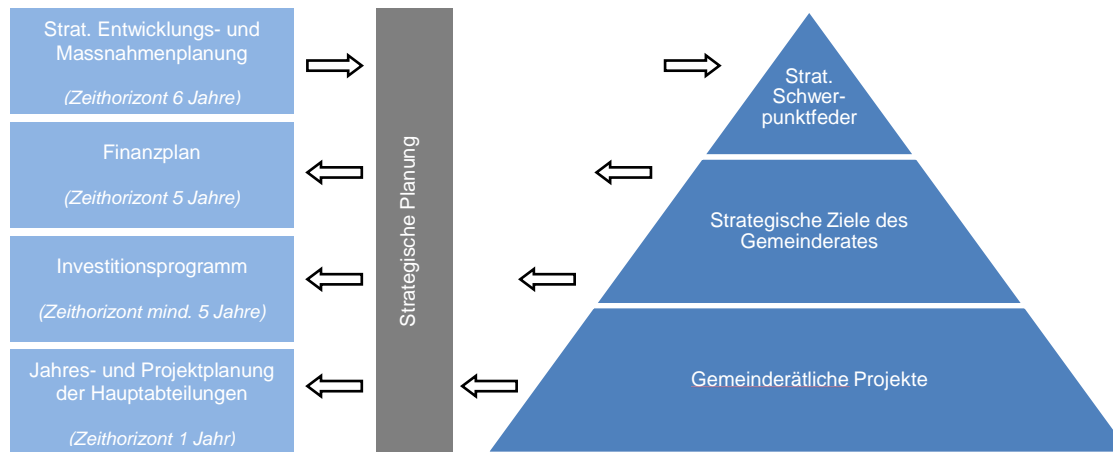 Strat. Entwicklungs- und
Massnahmenplanung
(Zeithorizont 6 Jahre)
Finanzplan
(Zeithorizont 5 Jahre)
Investitionsprogramm
(Zeithorizont mind. 5 Jahre)
Jahres- und Projektplanung
der Hauptabteilungen
(Zeithorizont 1 Jahr)
Strategische Planung
Strat.
Schwer-
punktfeder
Strategische Ziele des
Gemeinderates
Gemeinderätliche Projekte